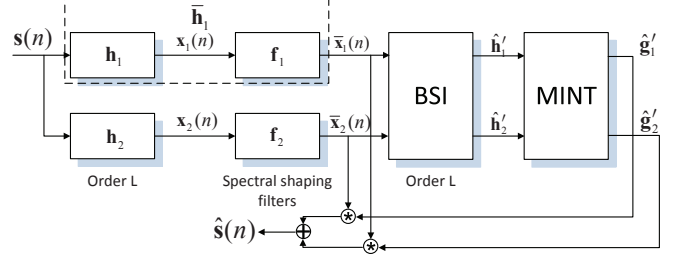 h̄₁
s(n)
h₁
x₁(n)
f₁
x̄₁(n)
BSI
ĥ′₁
MINT
ĝ′₁
h₂
x₂(n)
f₂
x̄₂(n)
ĥ′₂
ĝ′₂
Order L
Spectral shaping
filters
Order L
*
ŝ(n)
+
*